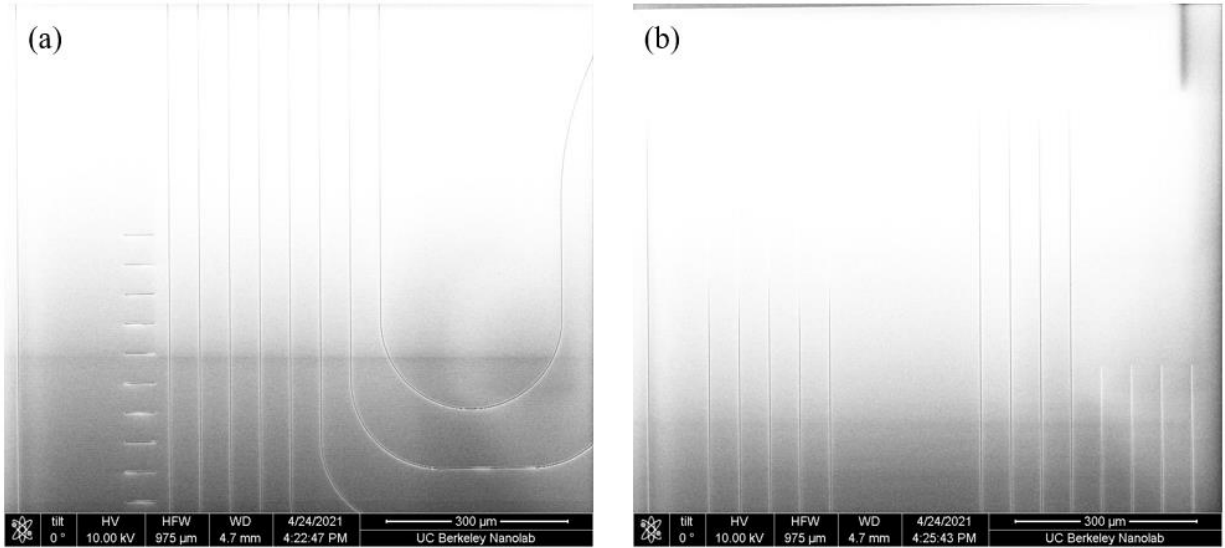 (a)
(b)
tilt HV HFW WD 4/24/2021 300 µm
0 ° 10.00 kV 975 µm 4.7 mm 4:22:47 PM UC Berkeley Nanolab
tilt HV HFW WD 4/24/2021 300 µm
0 ° 10.00 kV 975 µm 4.7 mm 4:25:43 PM UC Berkeley Nanolab